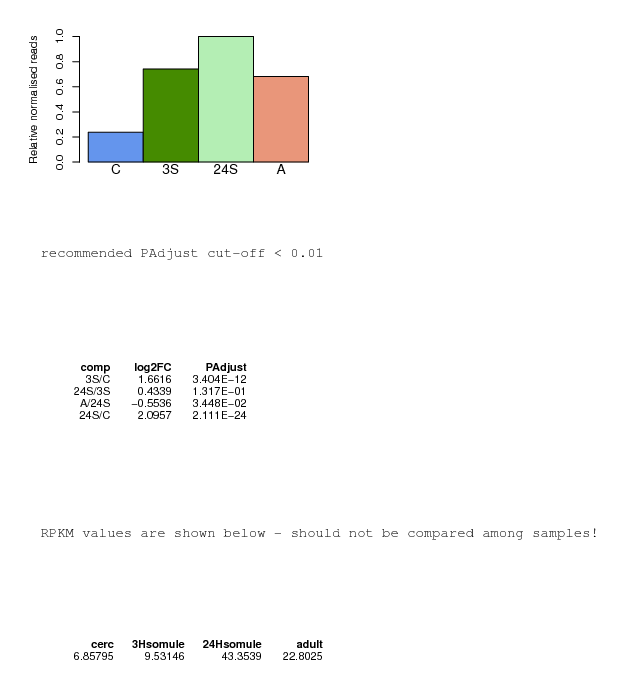 Relative normalised reads
1.0
0.8
0.6
0.4
0.2
0.0
C 3S 24S A
recommended PAdjust cut-off < 0.01
comp log2FC PAdjust
3S/C 1.6616 3.404E−12
24S/3S 0.4339 1.317E−01
A/24S −0.5536 3.448E−02
24S/C 2.0957 2.111E−24
RPKM values are shown below - should not be compared among samples!
cerc 3Hsomule 24Hsomule adult
6.85795 9.53146 43.3539 22.8025